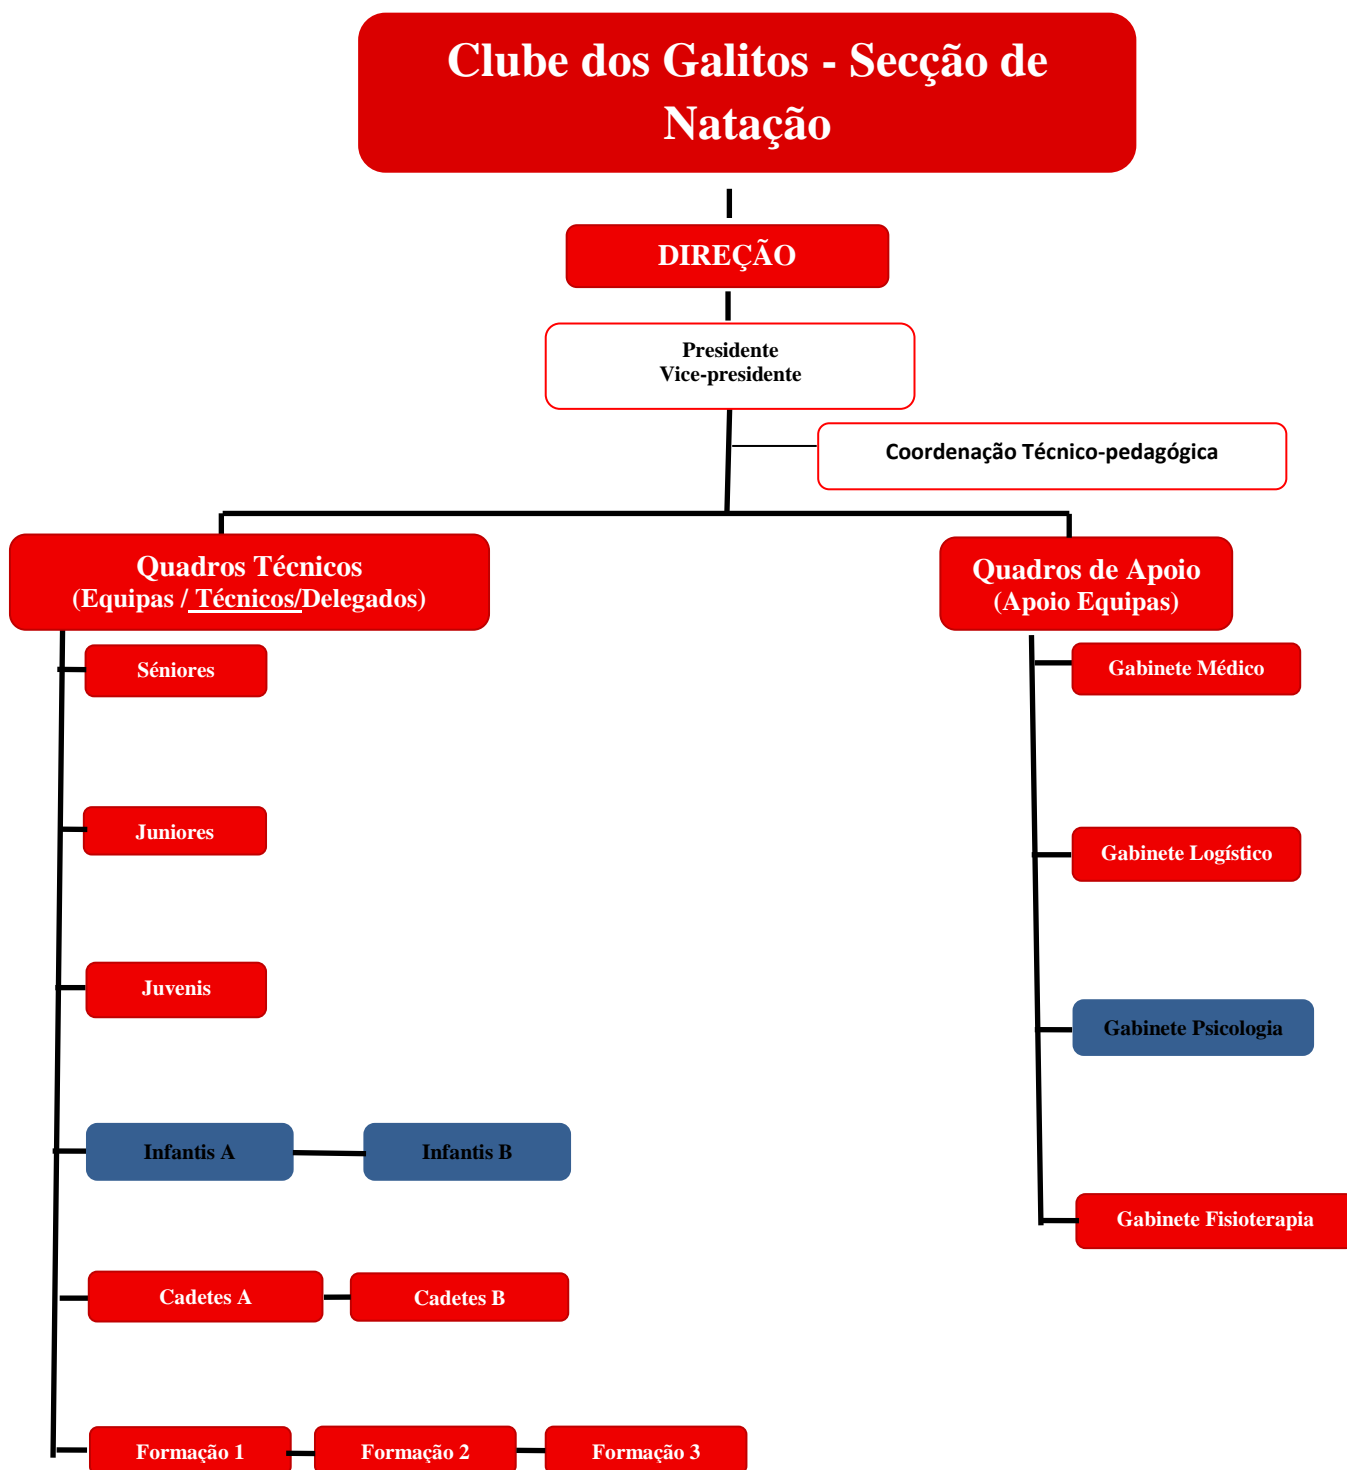 Clube dos Galitos - Secção de
Natação
DIREÇÃO
Presidente
Vice-presidente
Coordenação Técnico-pedagógica
Quadros Técnicos
(Equipas / Técnicos/Delegados)
Quadros de Apoio
(Apoio Equipas)
Séniores
Gabinete Médico
Juniores
Gabinete Logístico
Juvenis
Gabinete Psicologia
Infantis A
Infantis B
Gabinete Fisioterapia
Cadetes A
Cadetes B
Formação 1
Formação 2
Formação 3